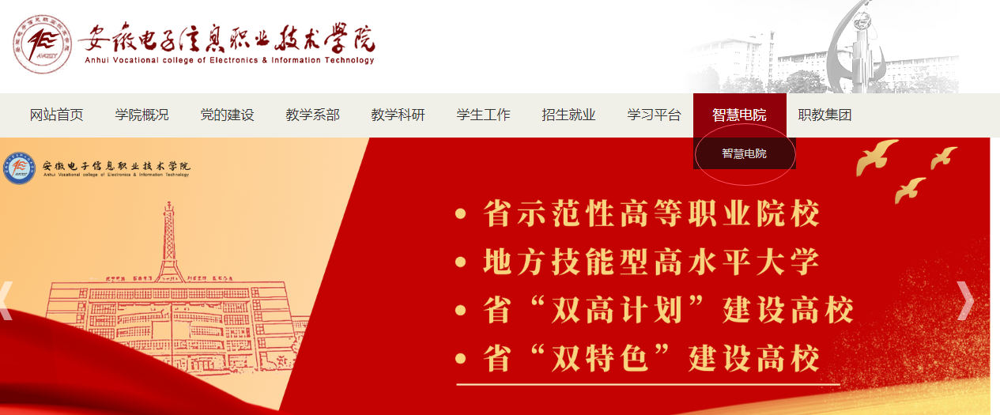 安徽电子信息职业技术学院
Anhui Vocational college of Electronics & Information Technology
网站首页 学院概况 党的建设 教学系部 教学科研 学生工作 招生就业 学习平台 智慧电院 职教集团
智慧电院
安徽电子信息职业技术学院
Anhui Vocational college of Electronics & Information Technology
• 省示范性高等职业院校
• 地方技能型高水平大学
• 省“双高计划”建设高校
• 省“双特色”建设高校